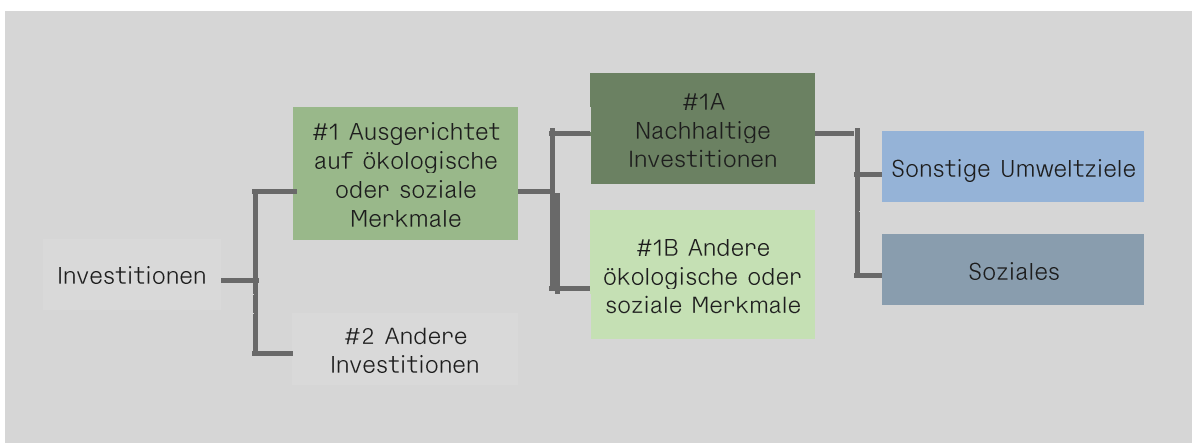 Investitionen
#1 Ausgerichtet
auf ökologische
oder soziale
Merkmale
#2 Andere
Investitionen
#1A
Nachhaltige
Investitionen
#1B Andere
ökologische oder
soziale Merkmale
Sonstige Umweltziele
Soziales